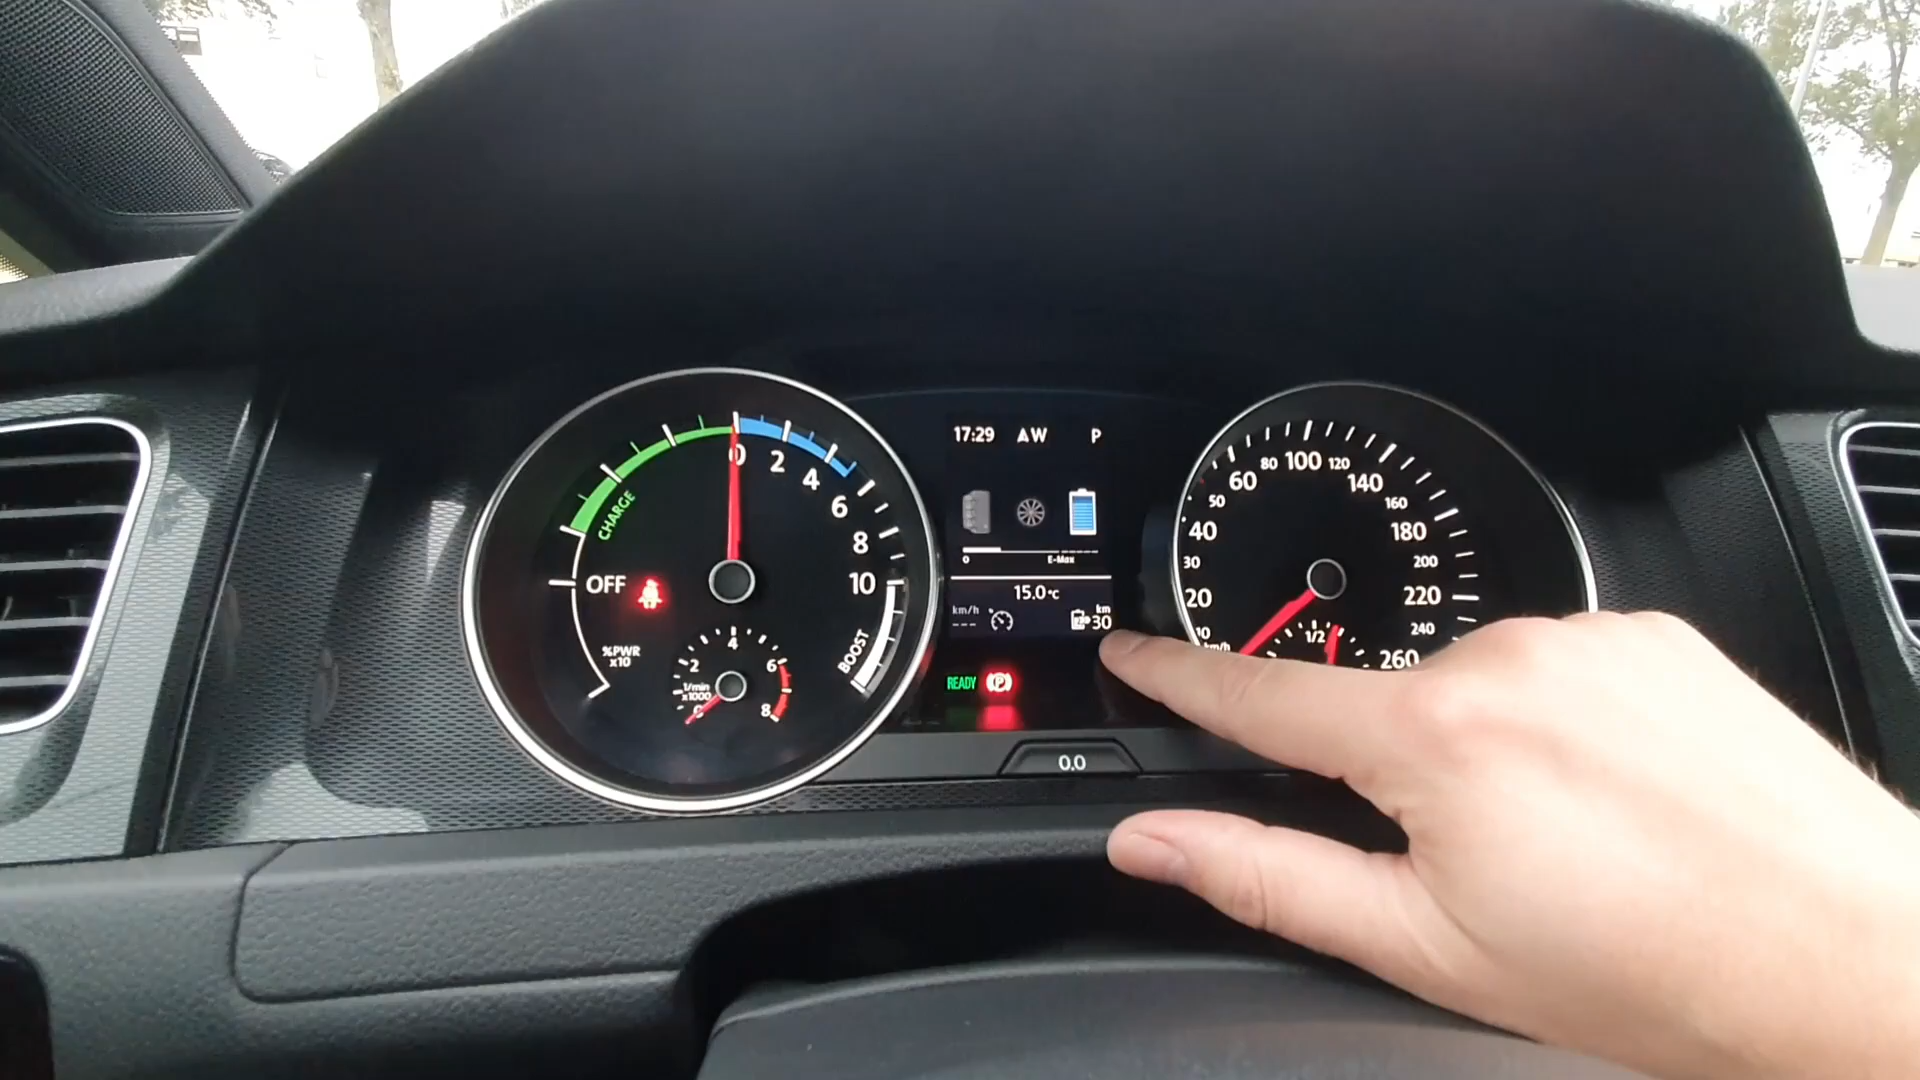 17:29 AW P
0 E-Max
15.0 °C
km/h
---
km
30
READY
P
0.0
0 2 4 6 8 10
CHARGE
OFF
BOOST
%PWR
x10
2 4 6 8
1/min
x1000
10 20 30 40 50 60 80 100 120 140 160 180 200 220 240 260
km/h
1/2